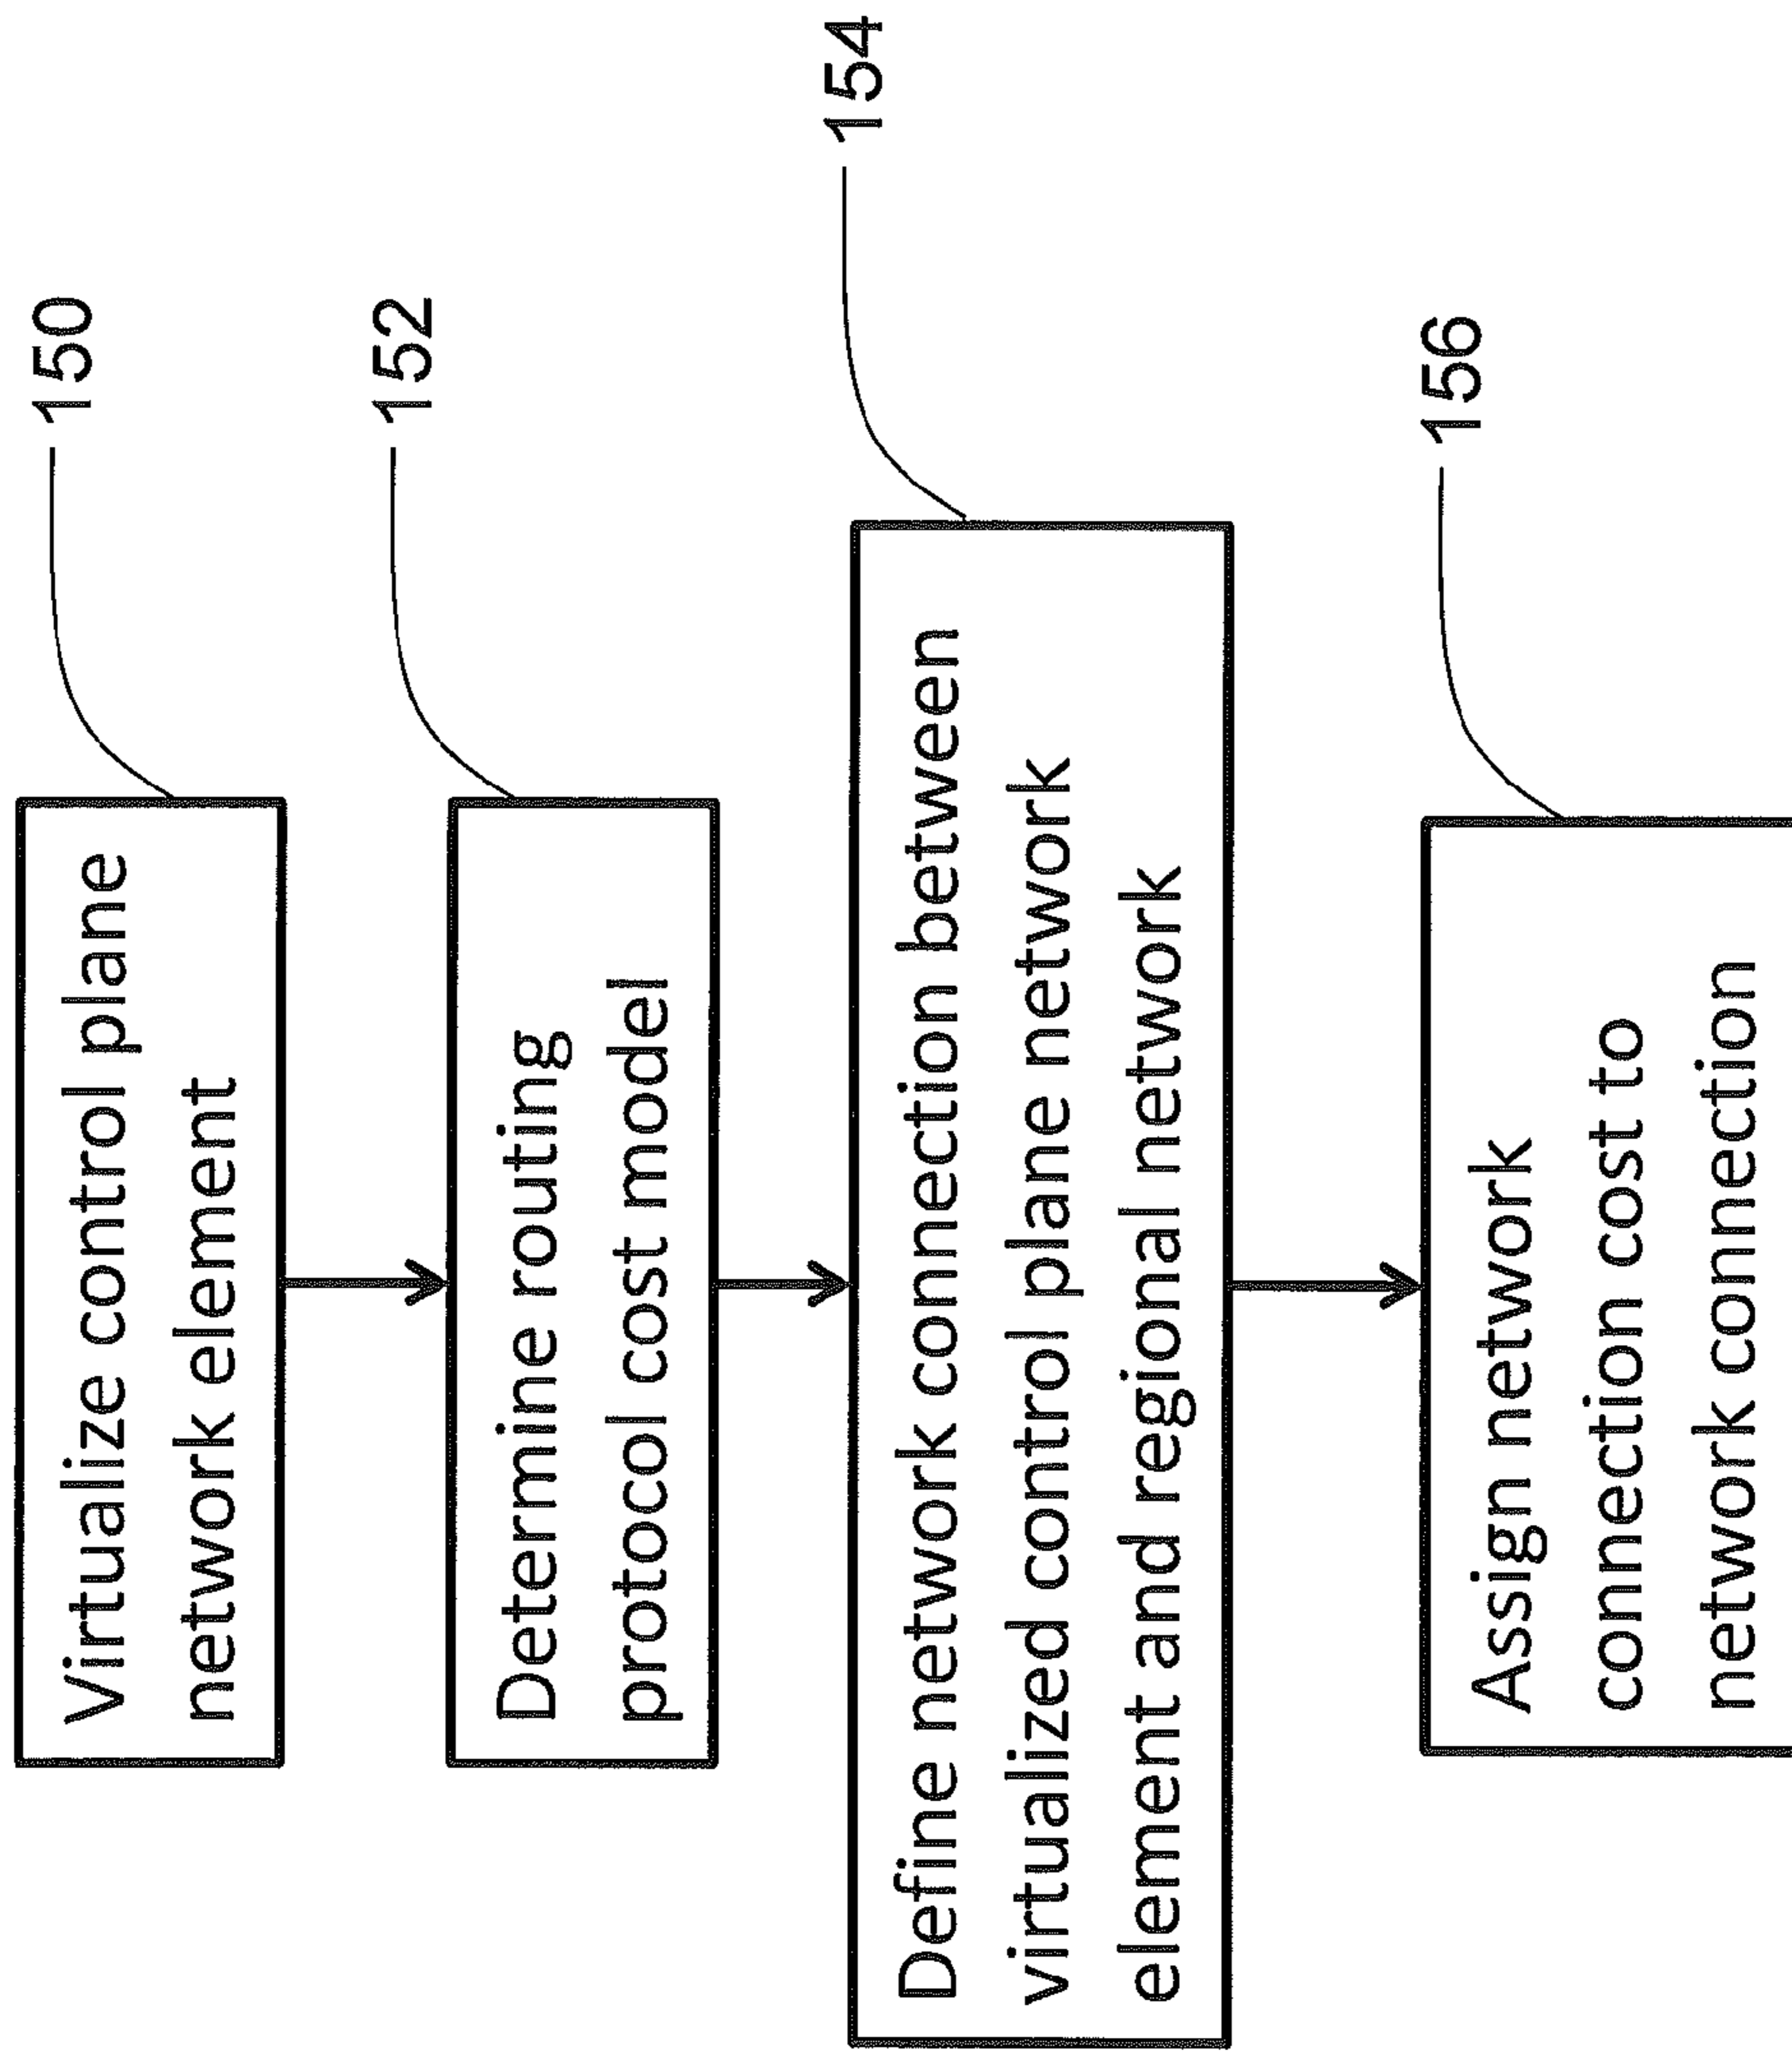 Virtualize control plane
network element
150
Determine routing
protocol cost model
152
Define network connection between
virtualized control plane network
element and regional network
154
Assign network
connection cost to
network connection
156